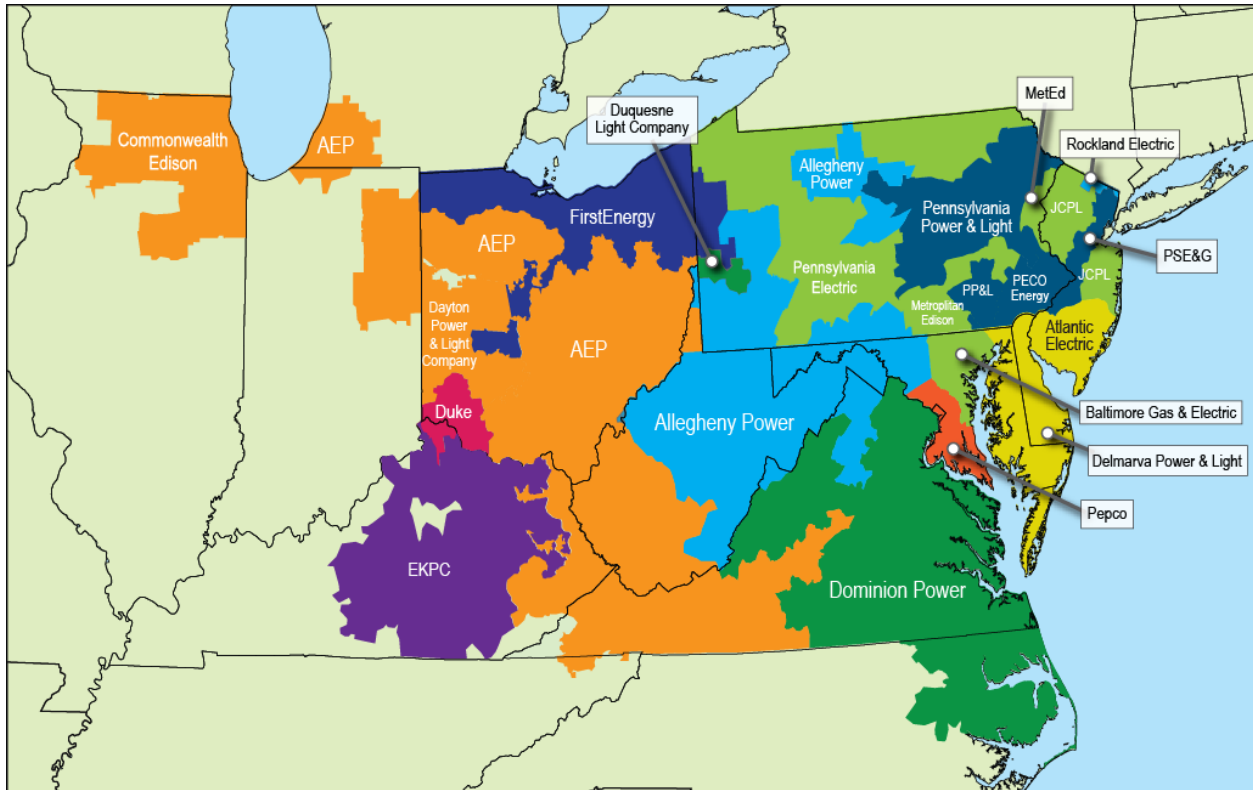 MetEd
Duquesne
Light Company
Rockland Electric
Commonwealth
Edison
AEP
Allegheny
Power
FirstEnergy
Pennsylvania
Power & Light
JCPL
AEP
PSE&G
Pennsylvania
Electric
PP&L
PECO
Energy
JCPL
Metroplitan
Edison
Dayton
Power
& Light
Company
AEP
Atlantic
Electric
Duke
Allegheny Power
Baltimore Gas & Electric
Delmarva Power & Light
Pepco
EKPC
Dominion Power